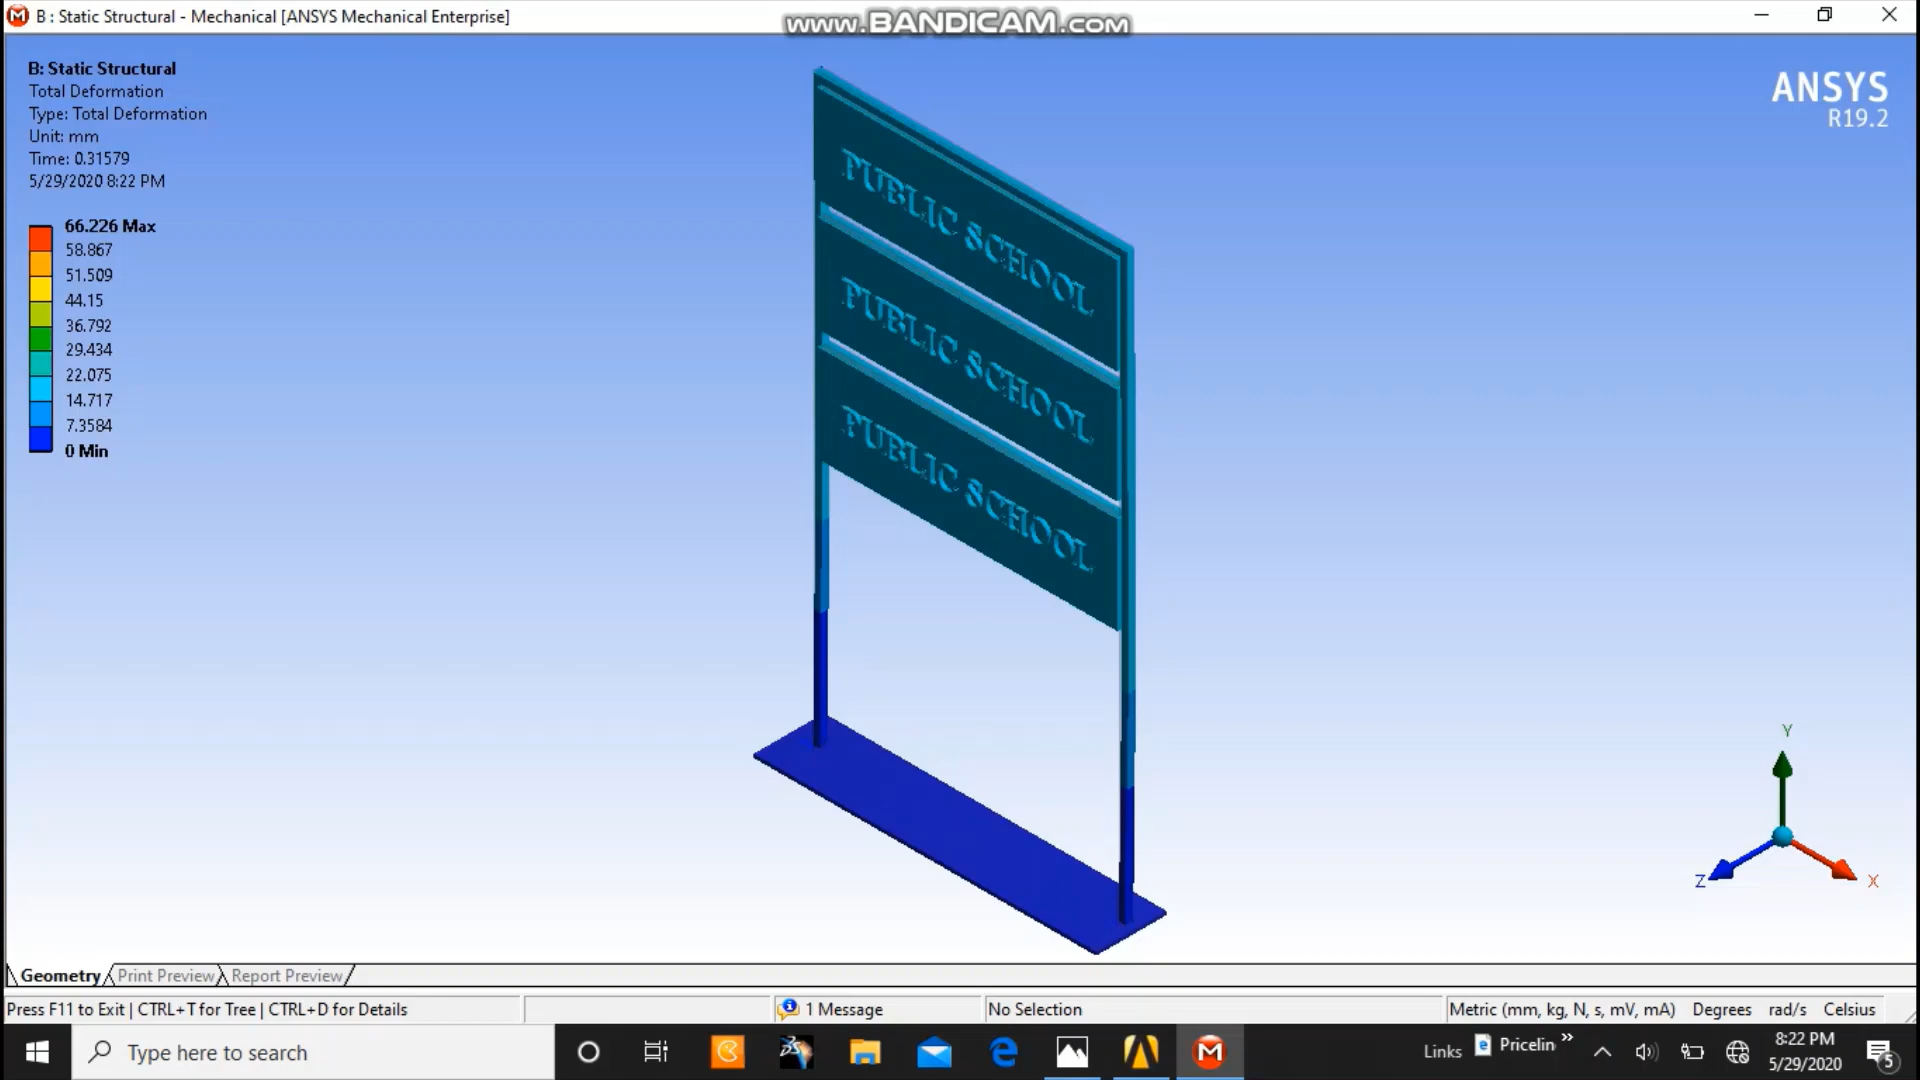 B : Static Structural - Mechanical [ANSYS Mechanical Enterprise]
www.BANDICAM.com
B: Static Structural
Total Deformation
Type: Total Deformation
Unit: mm
Time: 0.31579
5/29/2020 8:22 PM
66.226 Max
58.867
51.509
44.15
36.792
29.434
22.075
14.717
7.3584
0 Min
ANSYS
R19.2
PUBLIC SCHOOL
PUBLIC SCHOOL
PUBLIC SCHOOL
Y
Z
X
Geometry Print Preview Report Preview
Press F11 to Exit | CTRL+T for Tree | CTRL+D for Details
1 Message
No Selection
Metric (mm, kg, N, s, mV, mA) Degrees rad/s Celsius
Type here to search
Links
Pricelin
8:22 PM
5/29/2020
5